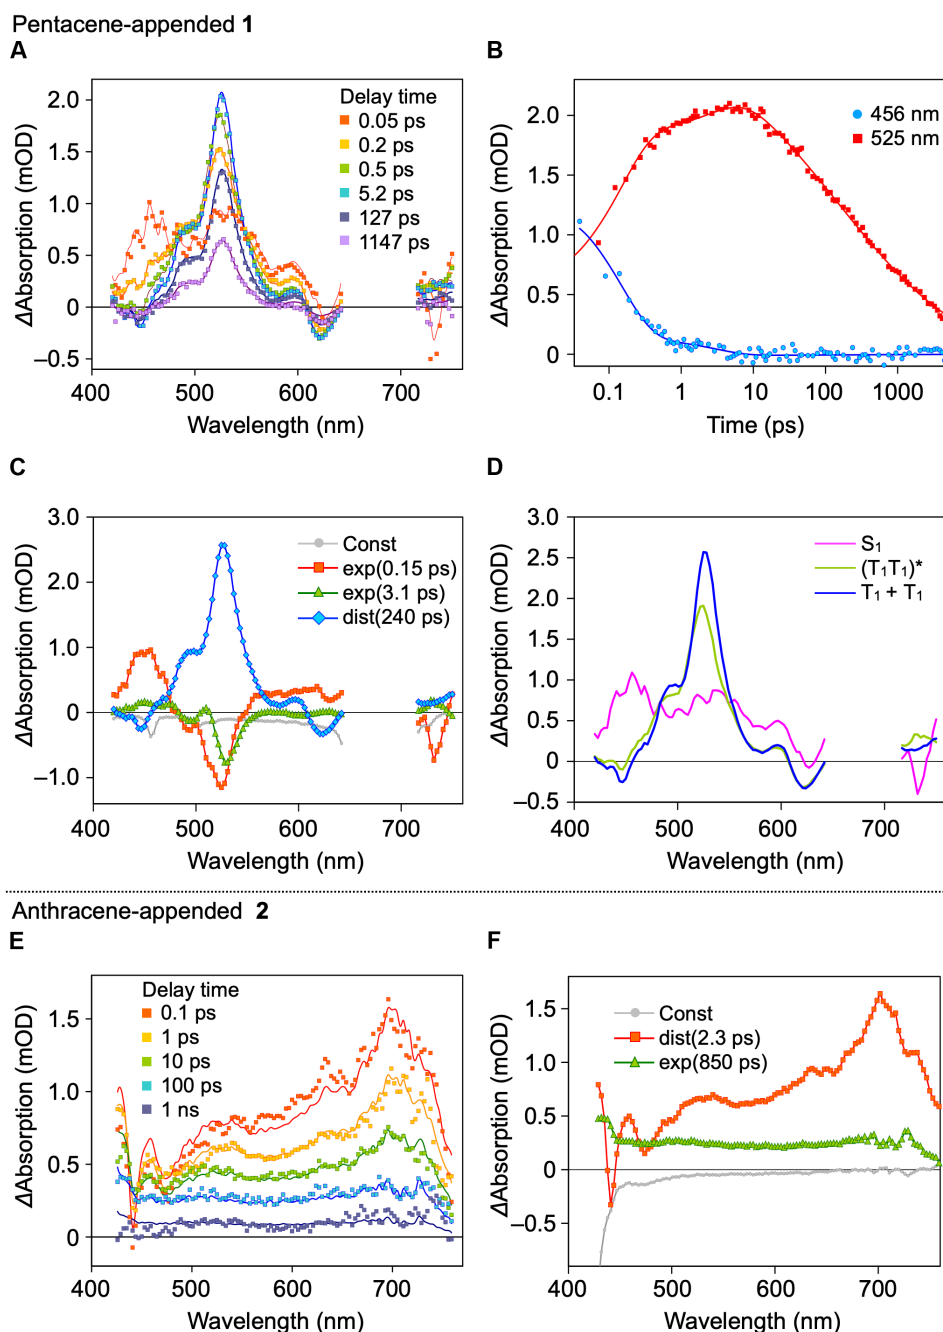 Pentacene-appended 1
A
B
Delay time
0.05 ps
0.2 ps
0.5 ps
5.2 ps
127 ps
1147 ps
ΔAbsorption (mOD)
2.0
1.5
1.0
0.5
0
–0.5
400 500 600 700
Wavelength (nm)
456 nm
525 nm
ΔAbsorption (mOD)
2.0
1.5
1.0
0.5
0
0.1 1 10 100 1000
Time (ps)
C
D
Const
exp(0.15 ps)
exp(3.1 ps)
dist(240 ps)
ΔAbsorption (mOD)
3.0
2.0
1.0
0
–1.0
400 500 600 700
Wavelength (nm)
S₁
(T₁T₁)*
T₁ + T₁
ΔAbsorption (mOD)
3.0
2.5
2.0
1.5
1.0
0.5
0
–0.5
400 500 600 700
Wavelength (nm)
Anthracene-appended 2
E
F
Delay time
0.1 ps
1 ps
10 ps
100 ps
1 ns
ΔAbsorption (mOD)
1.5
1.0
0.5
0
400 500 600 700
Wavelength (nm)
Const
dist(2.3 ps)
exp(850 ps)
ΔAbsorption (mOD)
1.5
1.0
0.5
0
–0.5
400 500 600 700
Wavelength (nm)